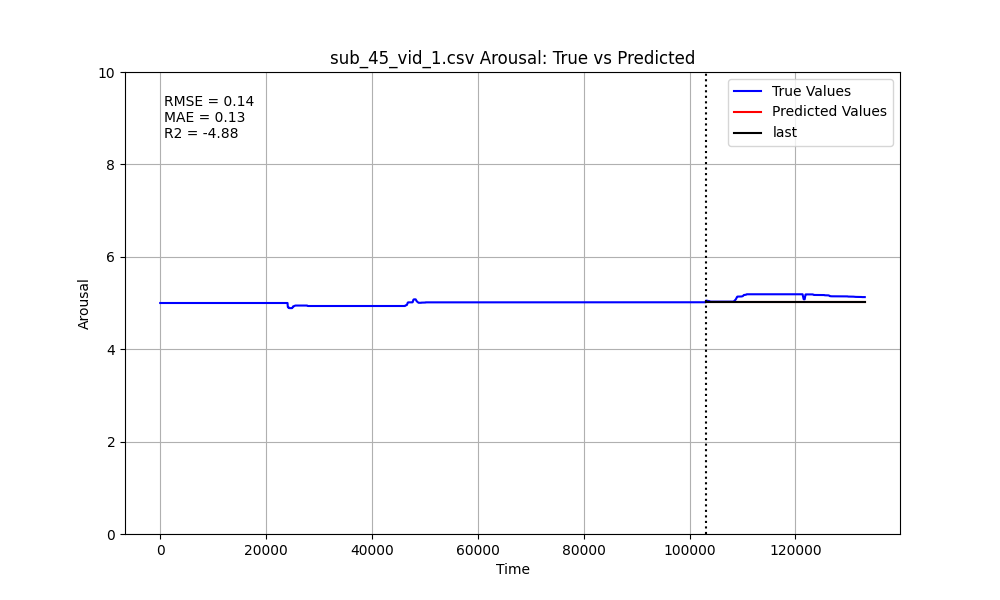 sub_45_vid_1.csv Arousal: True vs Predicted
RMSE = 0.14
MAE = 0.13
R2 = -4.88
True Values
Predicted Values
last
10
8
6
4
2
0
Arousal
0 20000 40000 60000 80000 100000 120000
Time